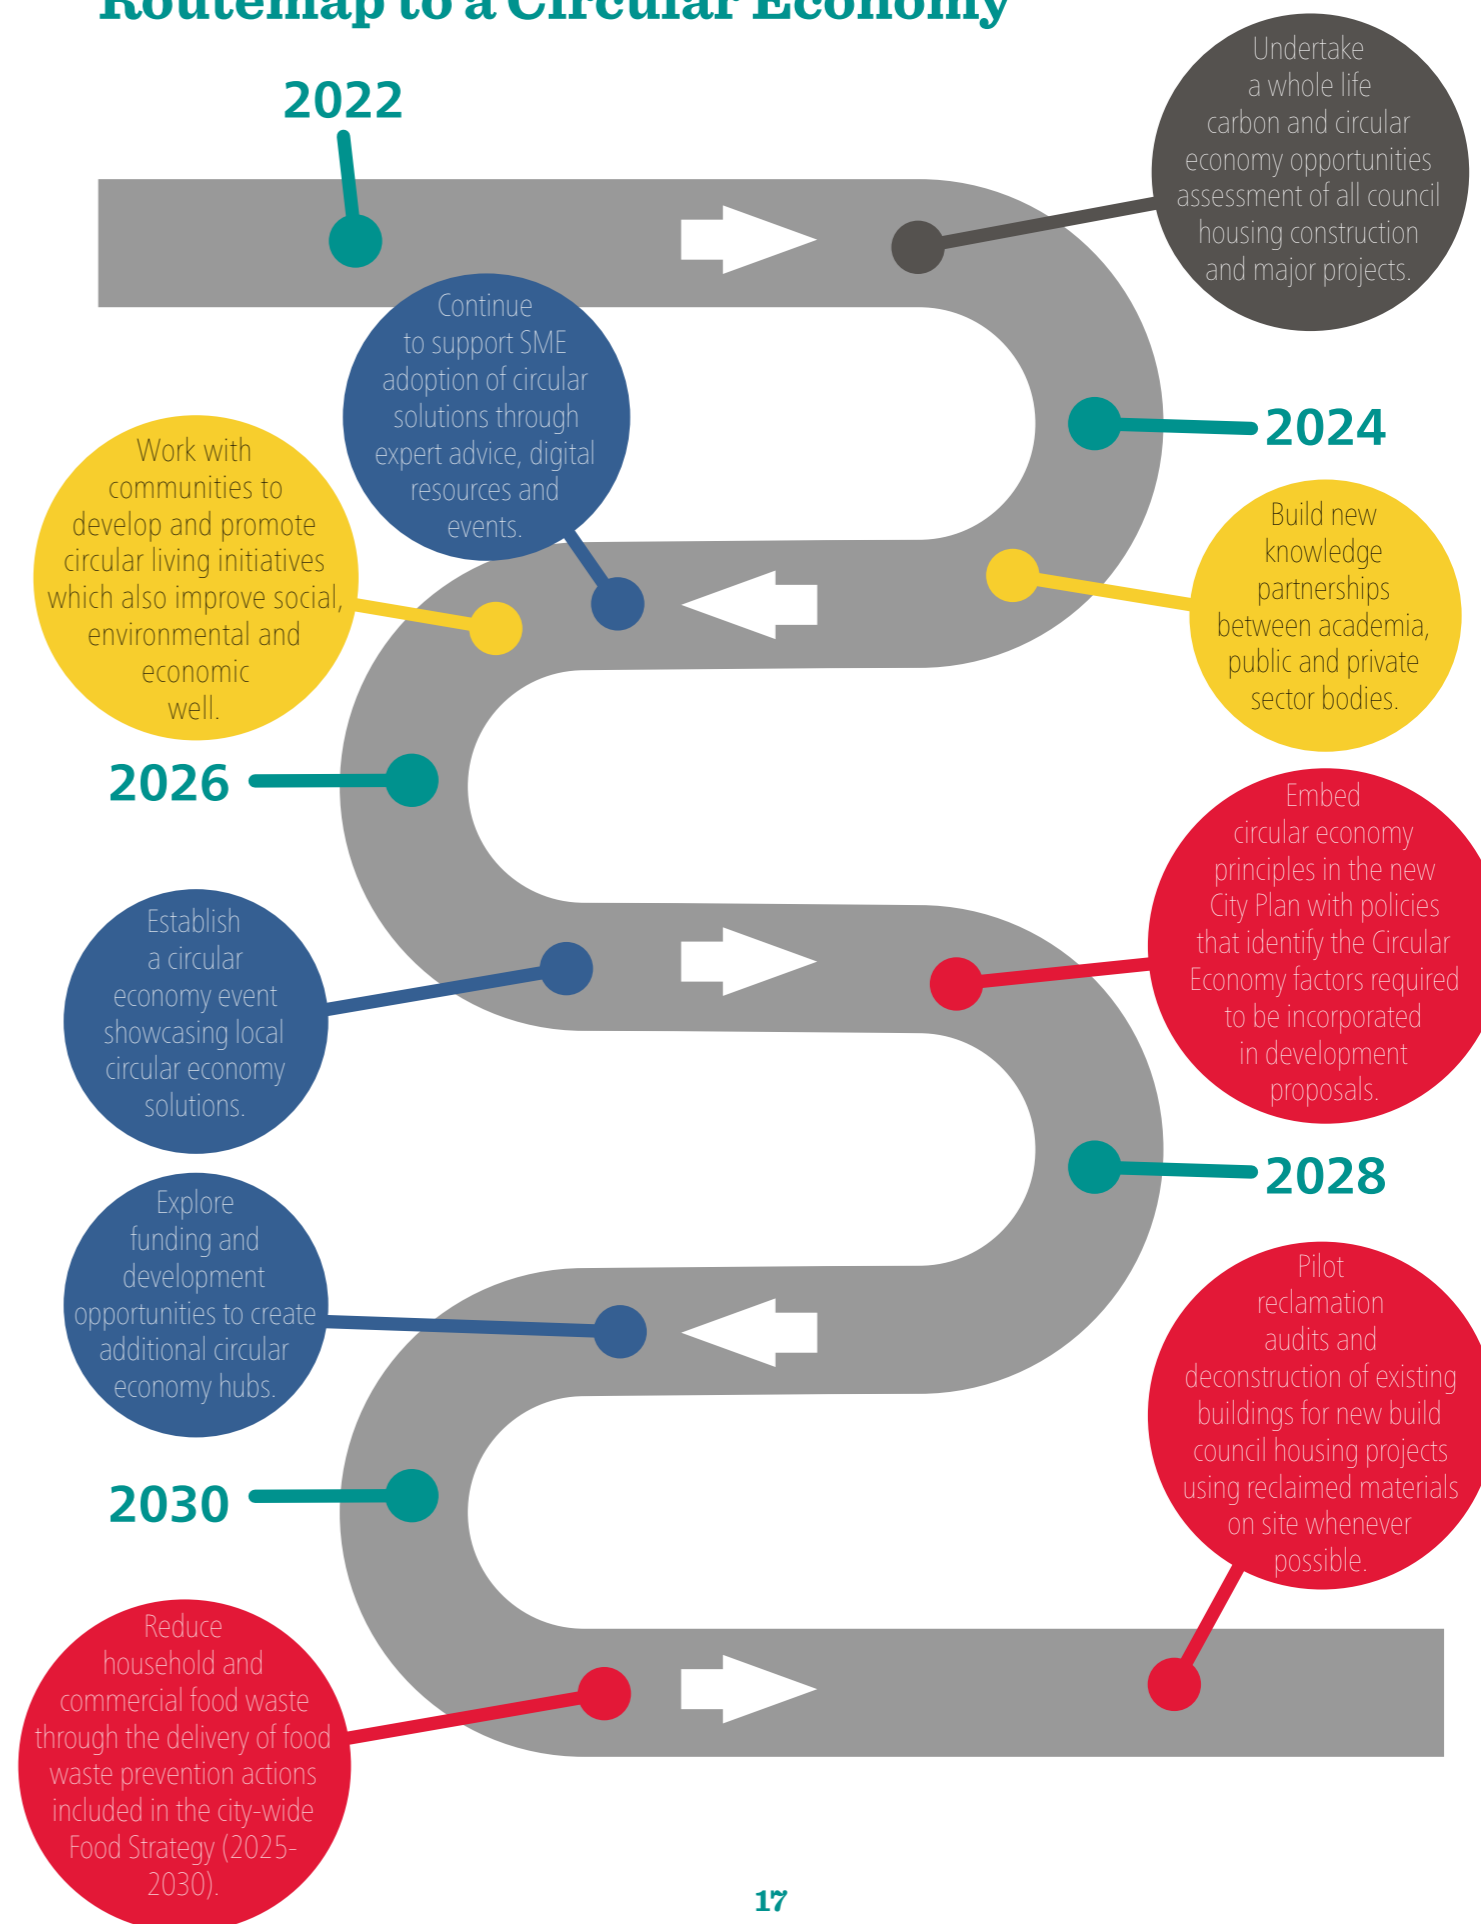 Routemap to a Circular Economy
2022
Undertake
a whole life
carbon and circular
economy opportunities
assessment of all council
housing construction
and major projects.
2024
Build new
knowledge
partnerships
between academia,
public and private
sector bodies.
Continue
to support SME
adoption of circular
solutions through
expert advice, digital
resources and
events.
Work with
communities to
develop and promote
circular living initiatives
which also improve social,
environmental and
economic
well.
2026
Establish
a circular
economy event
showcasing local
circular economy
solutions.
Embed
circular economy
principles in the new
City Plan with policies
that identify the Circular
Economy factors required
to be incorporated
in development
proposals.
2028
Explore
funding and
development
opportunities to create
additional circular
economy hubs.
2030
Reduce
household and
commercial food waste
through the delivery of food
waste prevention actions
included in the city-wide
Food Strategy (2025-
2030).
Pilot
reclamation
audits and
deconstruction of existing
buildings for new build
council housing projects
using reclaimed materials
on site whenever
possible.
17